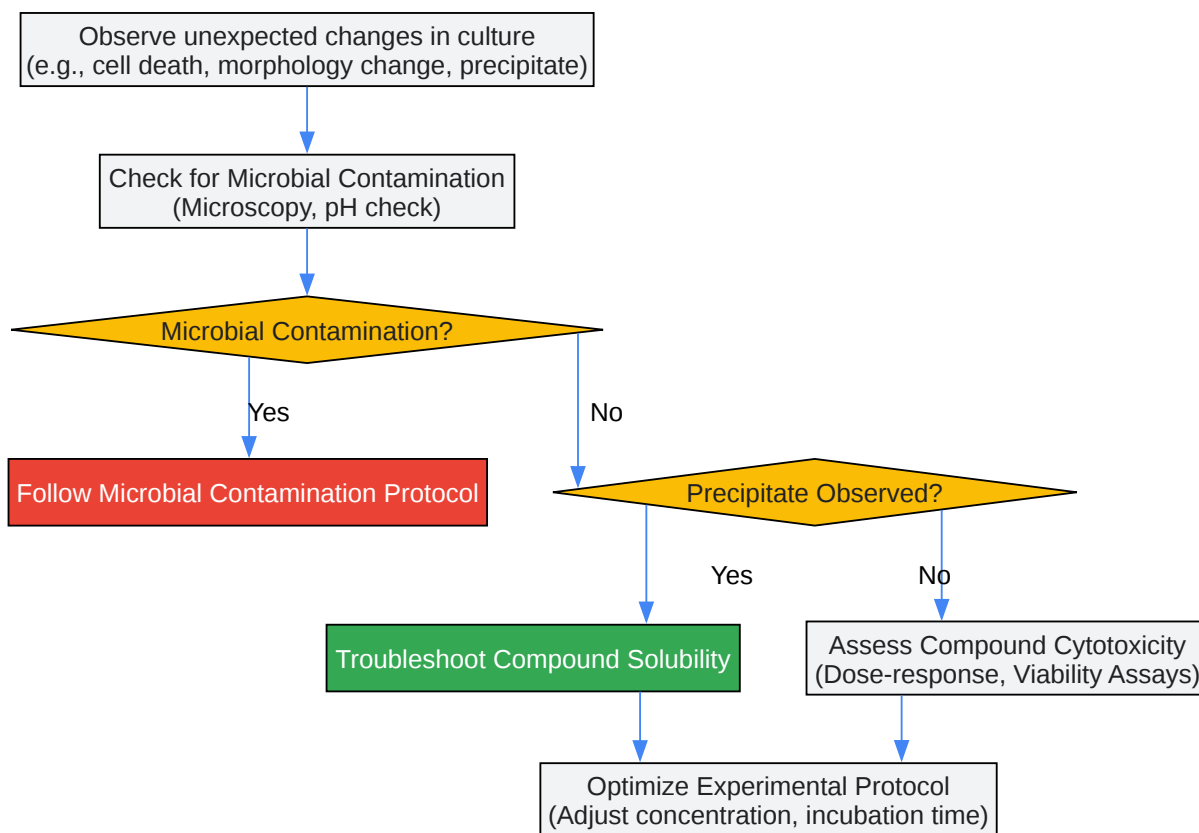 Observe unexpected changes in culture
(e.g., cell death, morphology change, precipitate)
Check for Microbial Contamination
(Microscopy, pH check)
Microbial Contamination?
Yes
No
Follow Microbial Contamination Protocol
Precipitate Observed?
Yes
No
Troubleshoot Compound Solubility
Assess Compound Cytotoxicity
(Dose-response, Viability Assays)
Optimize Experimental Protocol
(Adjust concentration, incubation time)